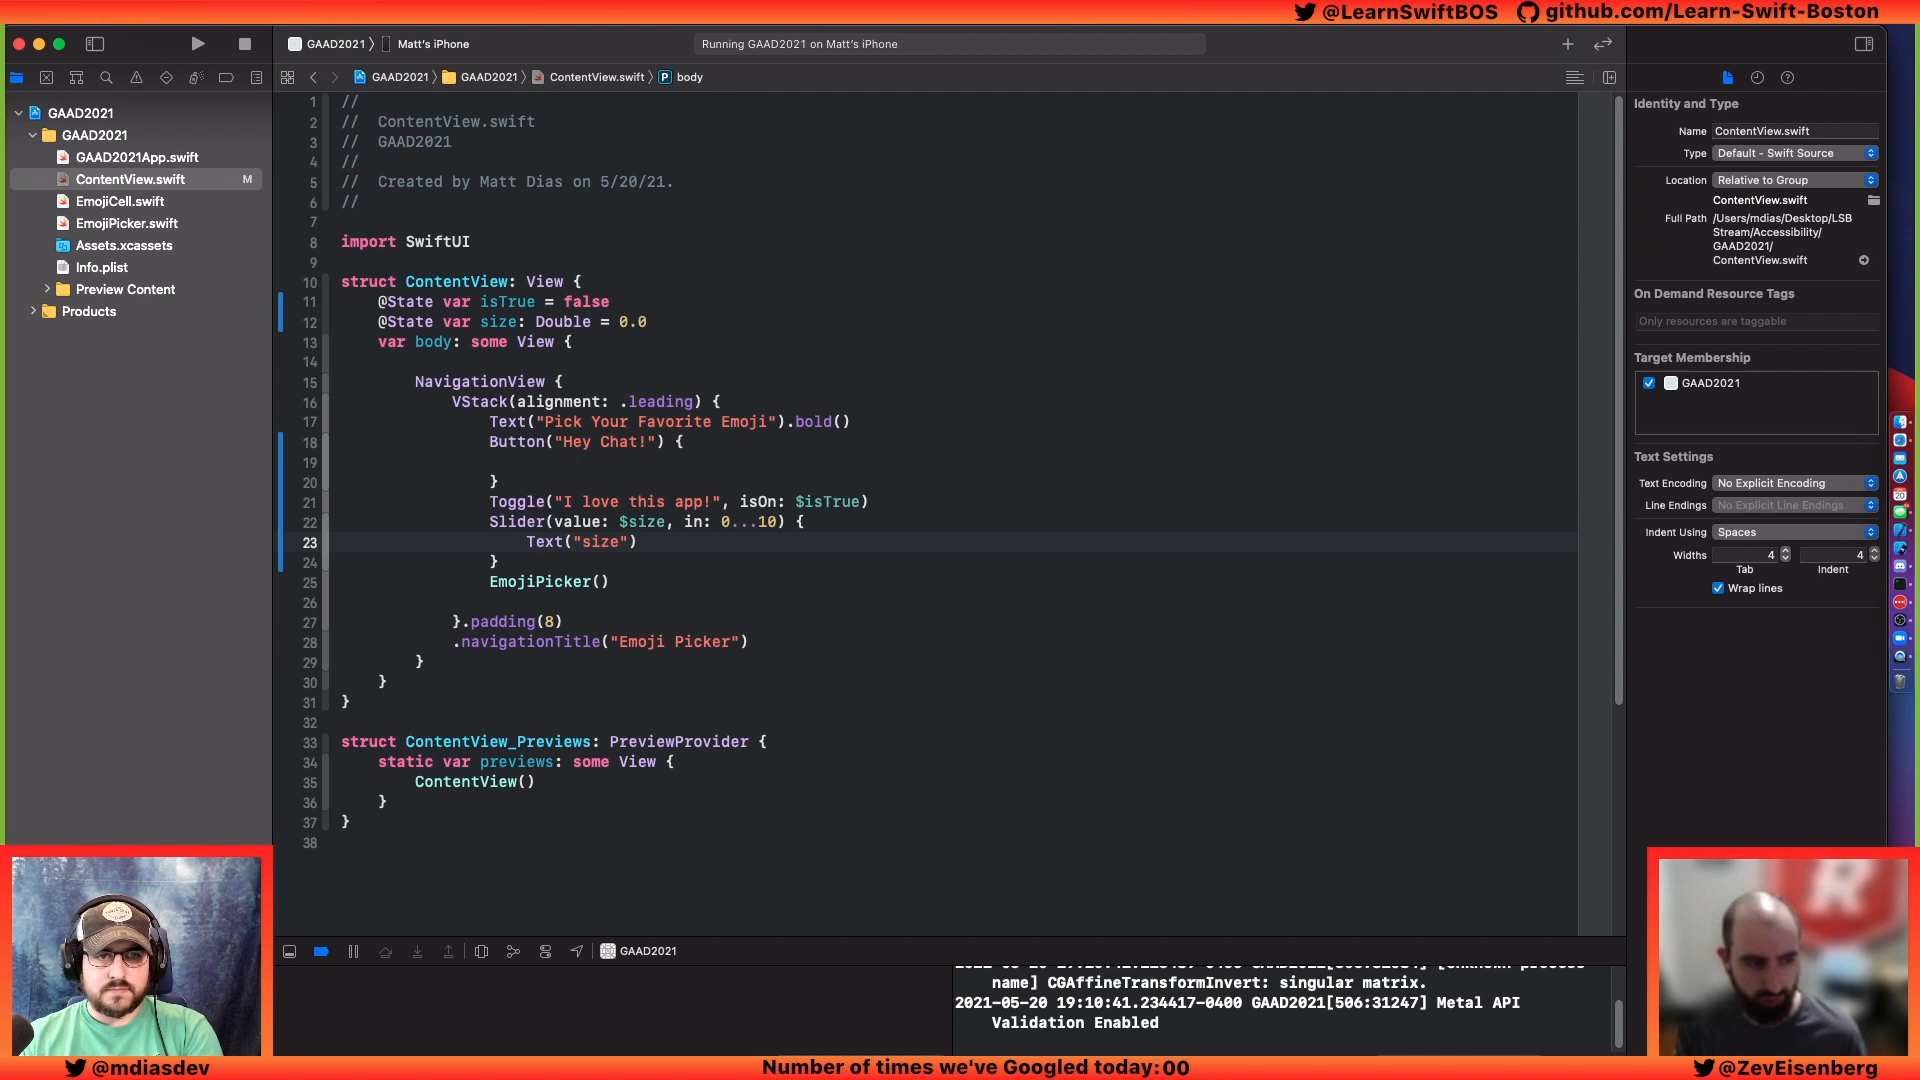 @LearnSwiftBOS github.com/Learn-Swift-Boston
GAAD2021 Matt's iPhone
Running GAAD2021 on Matt's iPhone
GAAD2021 GAAD2021 ContentView.swift P body
GAAD2021
GAAD2021
GAAD2021App.swift
ContentView.swift M
EmojiCell.swift
EmojiPicker.swift
Assets.xcassets
Info.plist
Preview Content
Products
1 //
2 //  ContentView.swift
3 //  GAAD2021
4 //
5 //  Created by Matt Dias on 5/20/21.
6 //
7
8 import SwiftUI
9
10 struct ContentView: View {
11     @State var isTrue = false
12     @State var size: Double = 0.0
13     var body: some View {
14
15         NavigationView {
16             VStack(alignment: .leading) {
17                 Text("Pick Your Favorite Emoji").bold()
18                 Button("Hey Chat!") {
19
20                 }
21                 Toggle("I love this app!", isOn: $isTrue)
22                 Slider(value: $size, in: 0...10) {
23                     Text("size")
24                 }
25                 EmojiPicker()
26
27             }.padding(8)
28             .navigationTitle("Emoji Picker")
29         }
30     }
31 }
32
33 struct ContentView_Previews: PreviewProvider {
34     static var previews: some View {
35         ContentView()
36     }
37 }
38
Identity and Type
Name ContentView.swift
Type Default - Swift Source
Location Relative to Group
ContentView.swift
Full Path /Users/mdias/Desktop/LSB
Stream/Accessibility/
GAAD2021/
ContentView.swift
On Demand Resource Tags
Only resources are taggable
Target Membership
GAAD2021
Text Settings
Text Encoding No Explicit Encoding
Line Endings No Explicit Line Endings
Indent Using Spaces
Widths 4 4
Tab Indent
Wrap lines
GAAD2021
name] CGAffineTransformInvert: singular matrix.
2021-05-20 19:10:41.234417-0400 GAAD2021[506:31247] Metal API
Validation Enabled
@mdiasdev
Number of times we've Googled today: 00
@ZevEisenberg